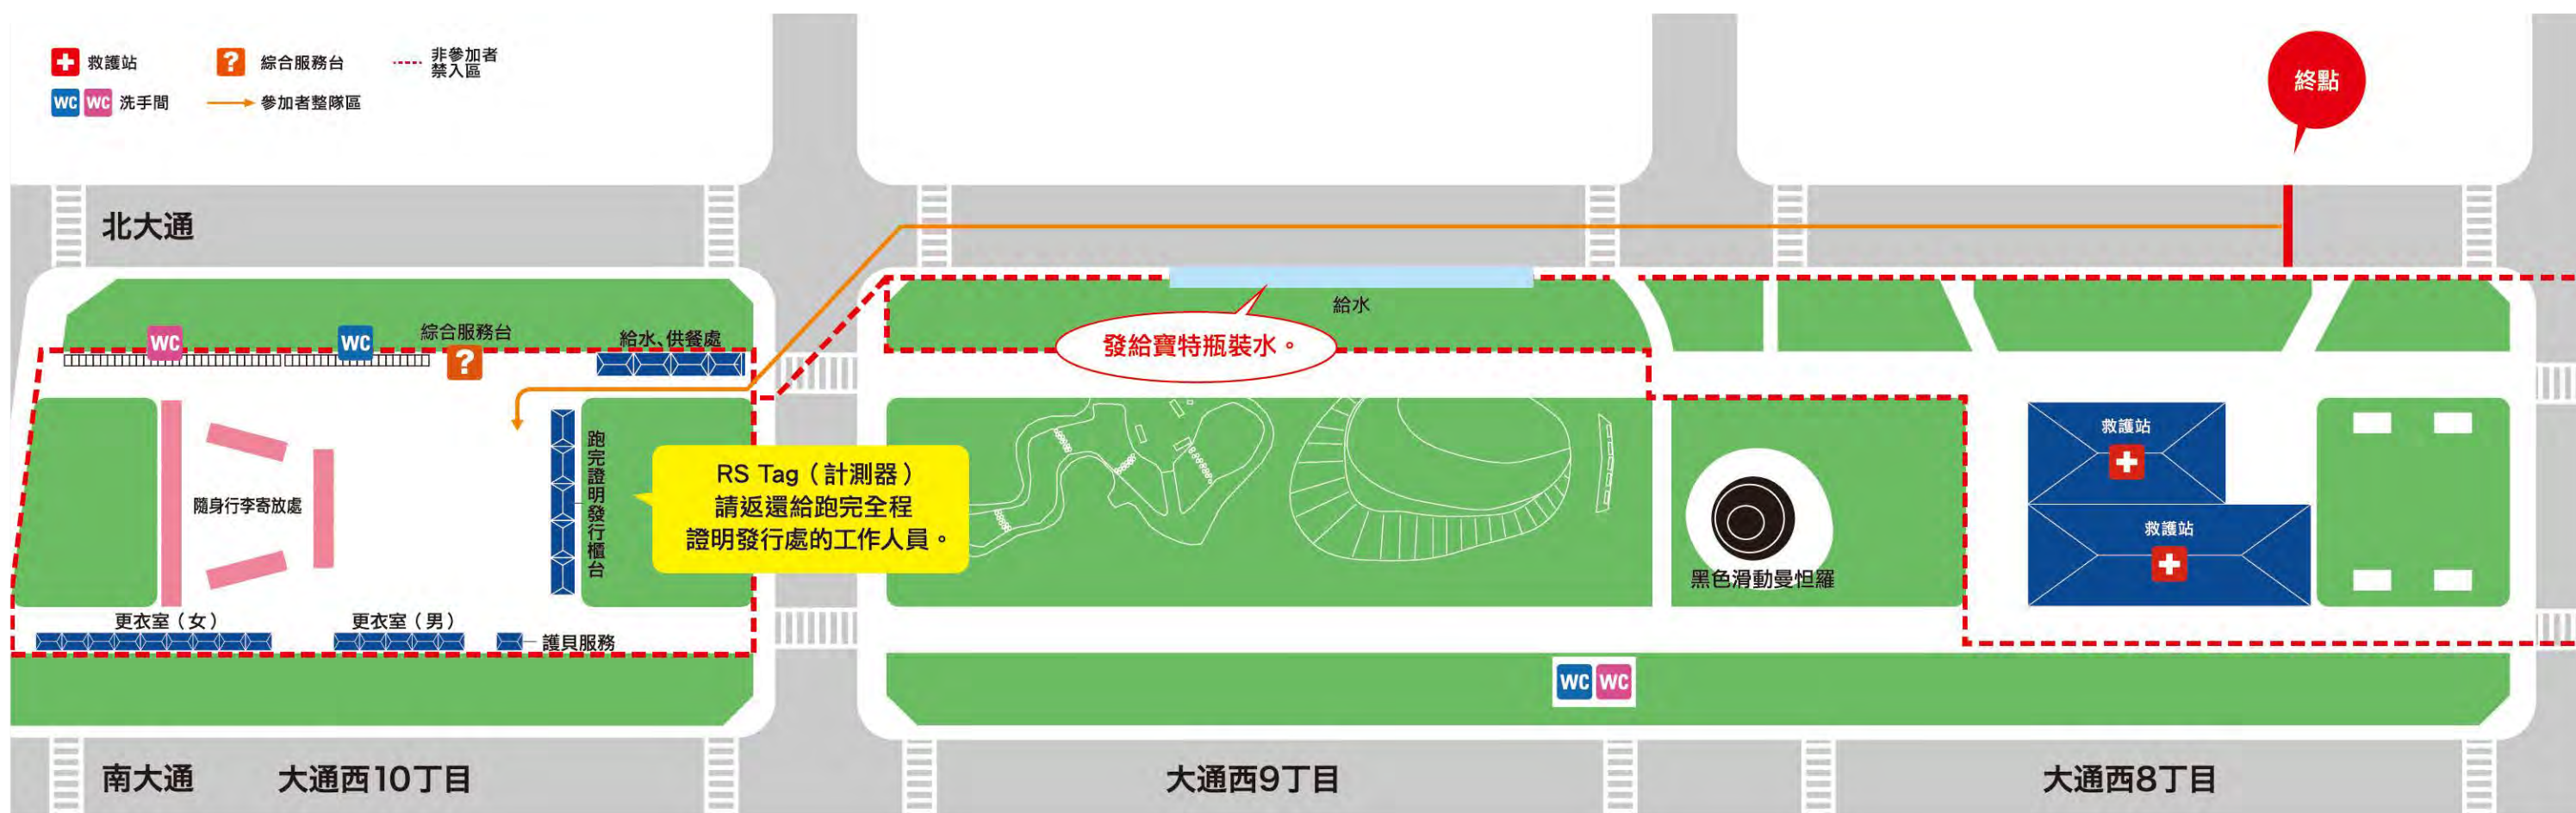 救護站
?
綜合服務台
非參加者
禁入區
WC WC 洗手間
參加者整隊區
終點
北大通
WC
WC
綜合服務台
?
給水、供餐處
給水
發給寶特瓶裝水。
隨身行李寄放處
跑完證明發行櫃台
RS Tag（計測器）
請返還給跑完全程
證明發行處的工作人員。
救護站
救護站
黑色滑動曼怛羅
更衣室（女）
更衣室（男）
護貝服務
WC WC
南大通
大通西10丁目
大通西9丁目
大通西8丁目